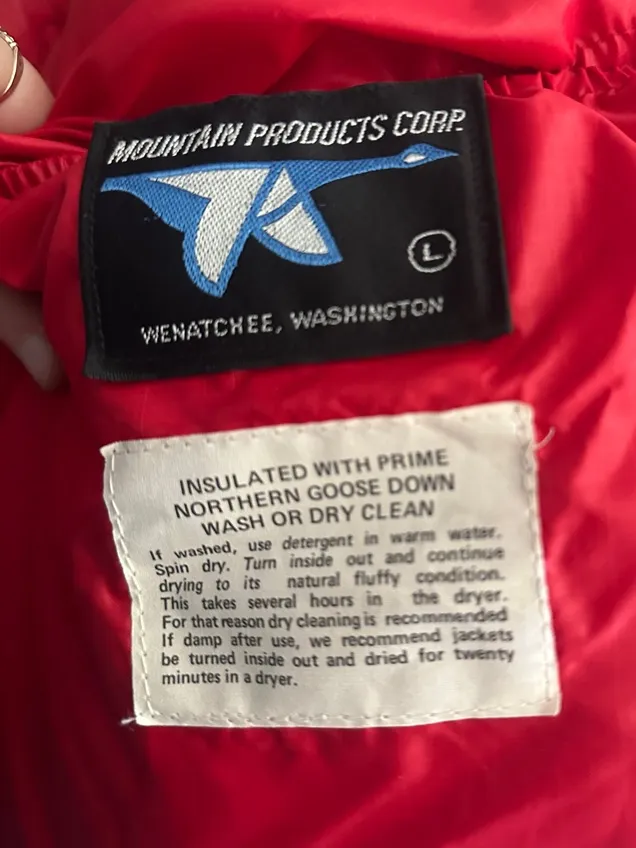 MOUNTAIN PRODUCTS CORP.
L
WENATCHEE, WASHINGTON
INSULATED WITH PRIME
NORTHERN GOOSE DOWN
WASH OR DRY CLEAN
If washed, use detergent in warm water.
Spin dry. Turn inside out and continue
drying to its natural fluffy condition.
This takes several hours in the dryer.
For that reason dry cleaning is recommended
If damp after use, we recommend jackets
be turned inside out and dried for twenty
minutes in a dryer.